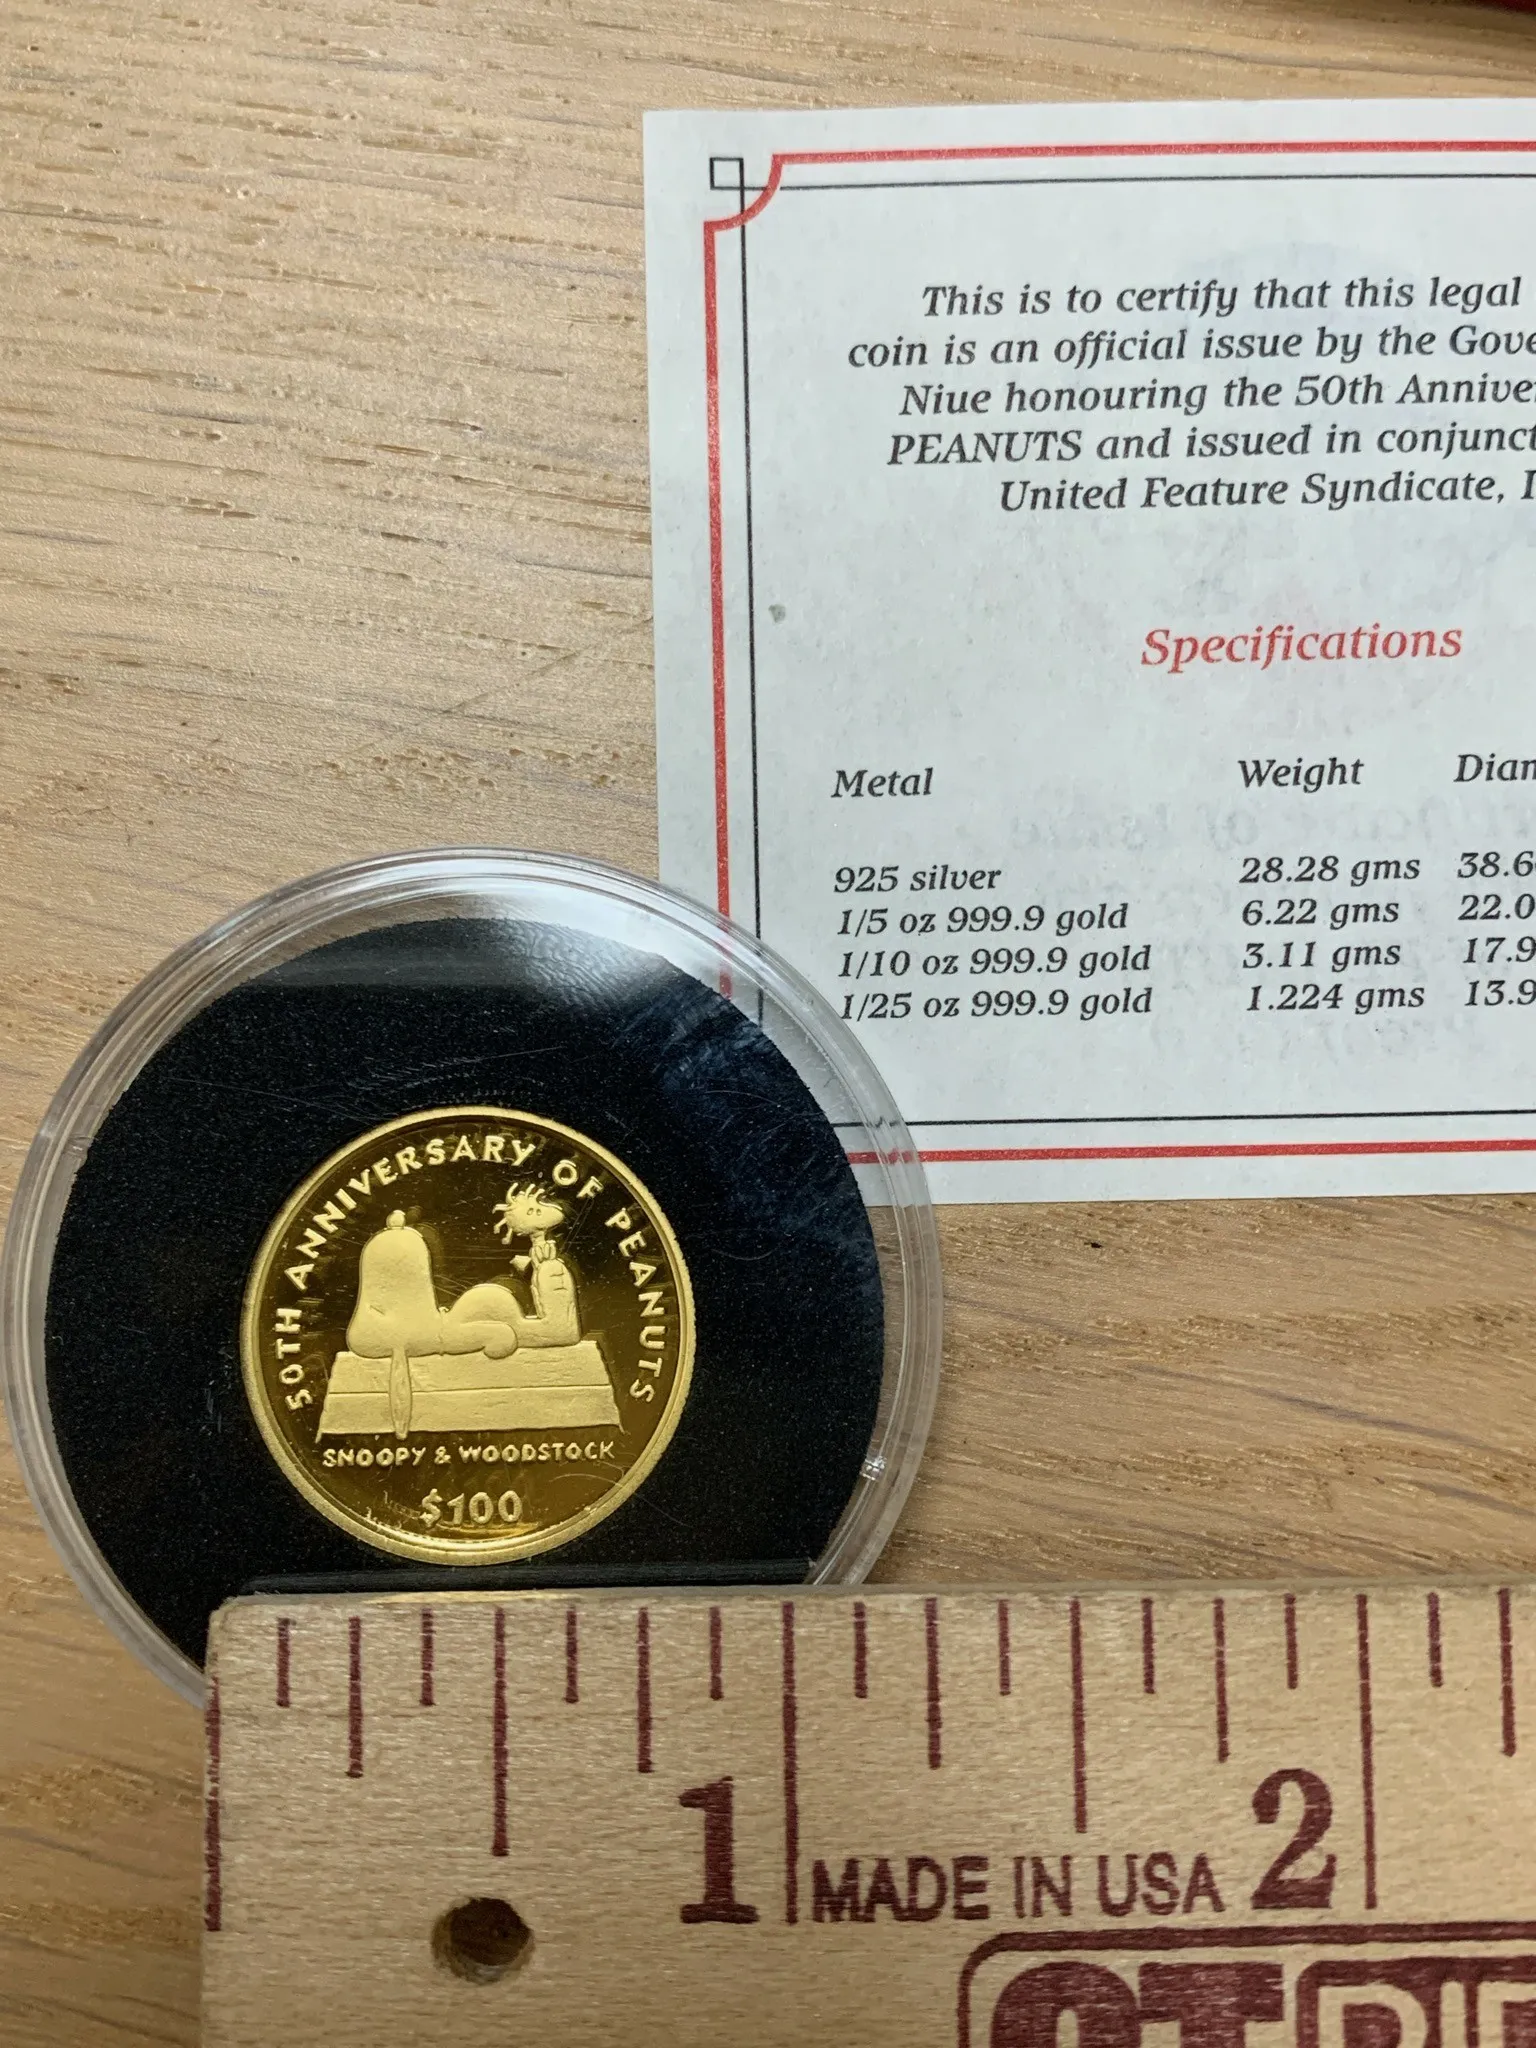 This is to certify that this legal
coin is an official issue by the
Niue honouring the 50th
PEANUTS and issued in
United Feature Syndicate,
Specifications
Metal Weight
925 silver 28.28 gms 38.6
1/5 oz 999.9 gold 6.22 gms 22.0
1/10 oz 999.9 gold 3.11 gms 17.9
1/25 oz 999.9 gold 1.224 gms 13.9
50TH ANNIVERSARY OF PEANUTS
SNOOPY & WOODSTOCK
$100
1 2
MADE IN USA